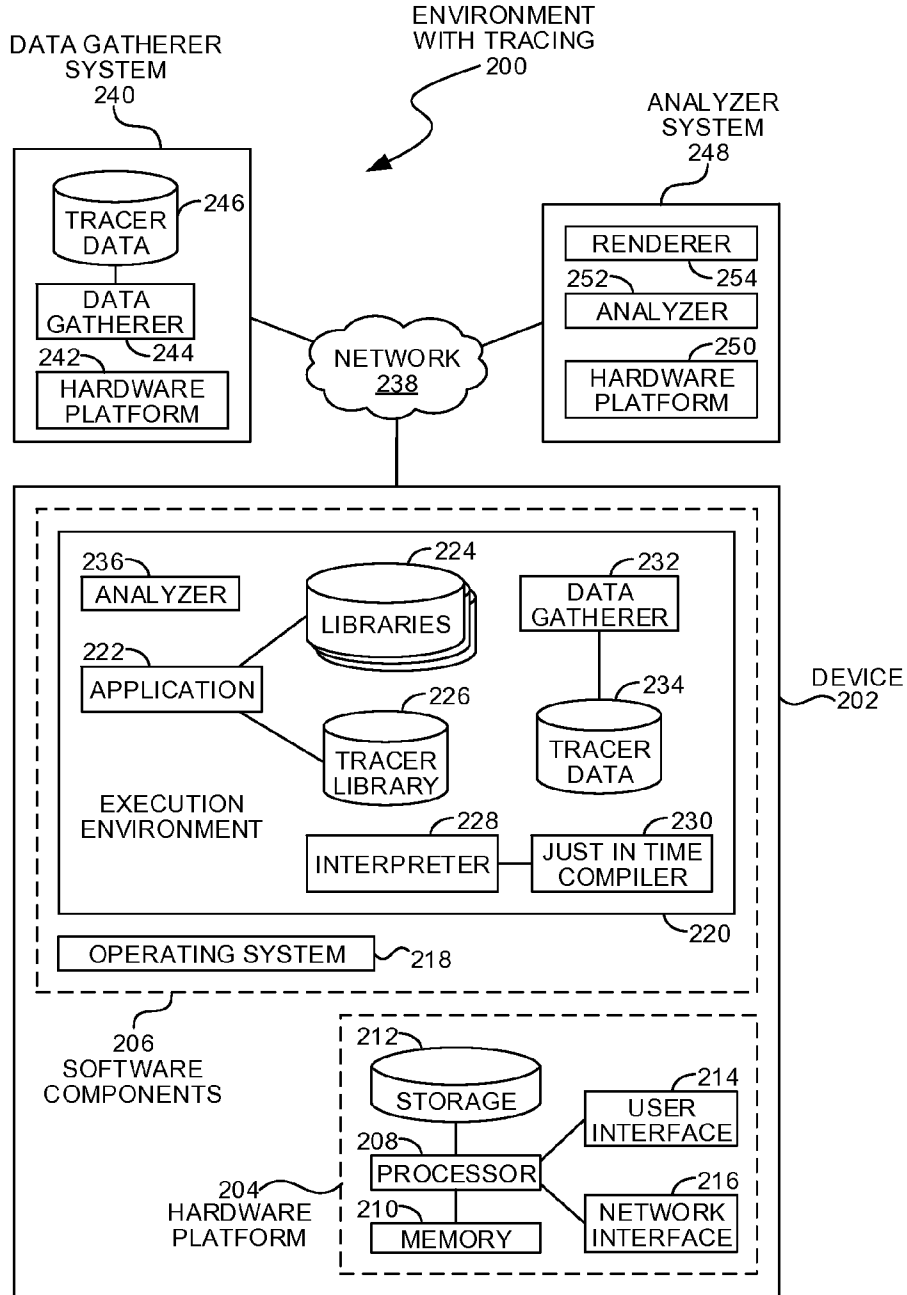 ENVIRONMENT
WITH TRACING
200
DATA GATHERER
SYSTEM
240
ANALYZER
SYSTEM
248
246
TRACER
DATA
DATA
GATHERER
244
242
HARDWARE
PLATFORM
NETWORK
238
RENDERER
254
252
ANALYZER
250
HARDWARE
PLATFORM
236
ANALYZER
224
LIBRARIES
232
DATA
GATHERER
222
APPLICATION
226
TRACER
LIBRARY
234
TRACER
DATA
DEVICE
202
EXECUTION
ENVIRONMENT
228
INTERPRETER
230
JUST IN TIME
COMPILER
220
OPERATING SYSTEM
218
206
SOFTWARE
COMPONENTS
212
STORAGE
214
USER
INTERFACE
208
PROCESSOR
204
HARDWARE
PLATFORM
210
MEMORY
216
NETWORK
INTERFACE